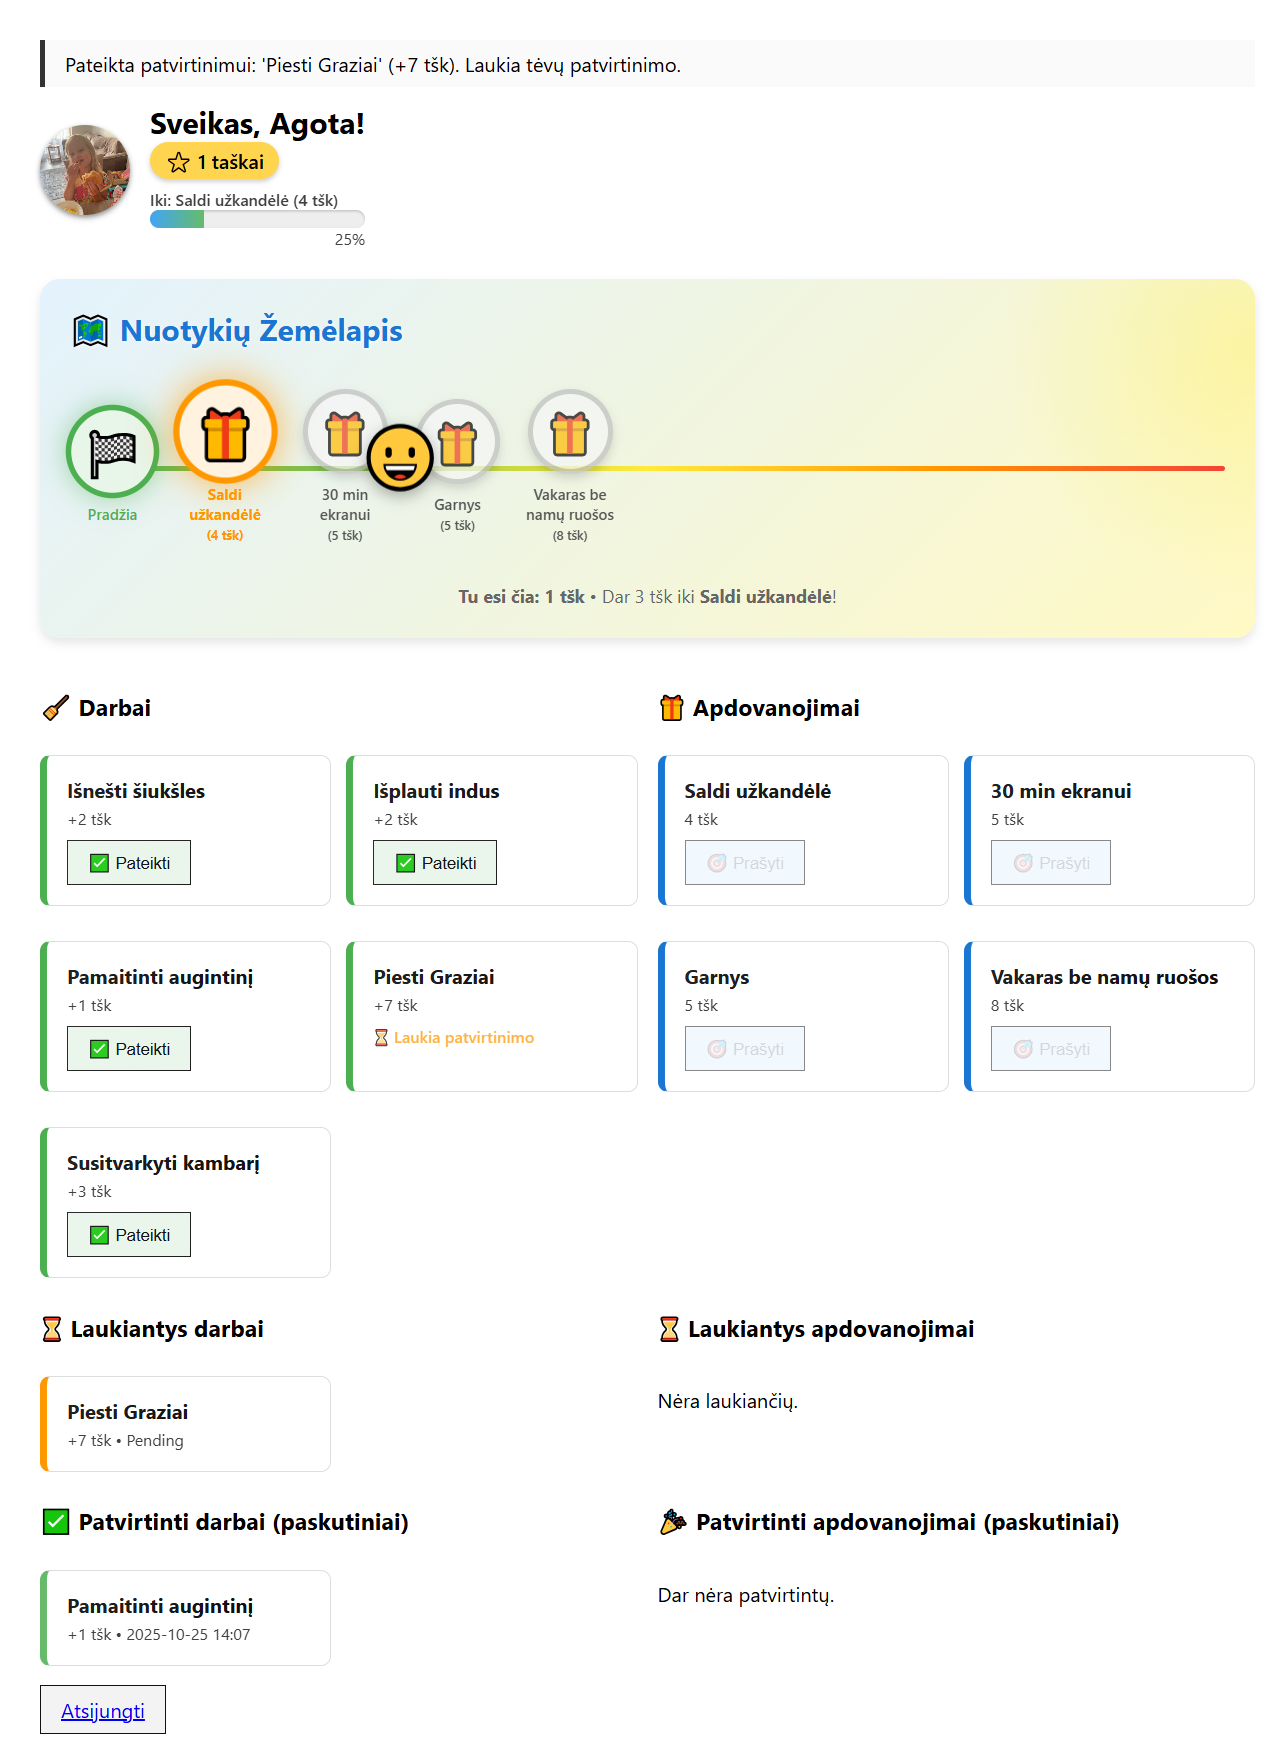 Pateikta patvirtinimui: 'Piesti Graziai' (+7 tšk). Laukia tėvų patvirtinimo.
Sveikas, Agota!
1 taškai
Iki: Saldi užkandėlė (4 tšk)
25%
Nuotykių Žemėlapis
Pradžia
Saldi
užkandėlė
(4 tšk)
30 min
ekranui
(5 tšk)
Garnys
(5 tšk)
Vakaras be
namų ruošos
(8 tšk)
Tu esi čia: 1 tšk • Dar 3 tšk iki Saldi užkandėlė!
Darbai
Išnešti šiukšles
+2 tšk
Pateikti
Išplauti indus
+2 tšk
Pateikti
Pamaitinti augintinį
+1 tšk
Pateikti
Piesti Graziai
+7 tšk
Laukia patvirtinimo
Susitvarkyti kambarį
+3 tšk
Pateikti
Apdovanojimai
Saldi užkandėlė
4 tšk
Prašyti
30 min ekranui
5 tšk
Prašyti
Garnys
5 tšk
Prašyti
Vakaras be namų ruošos
8 tšk
Prašyti
Laukiantys darbai
Piesti Graziai
+7 tšk • Pending
Laukiantys apdovanojimai
Nėra laukiančių.
Patvirtinti darbai (paskutiniai)
Pamaitinti augintinį
+1 tšk • 2025-10-25 14:07
Patvirtinti apdovanojimai (paskutiniai)
Dar nėra patvirtintų.
Atsijungti